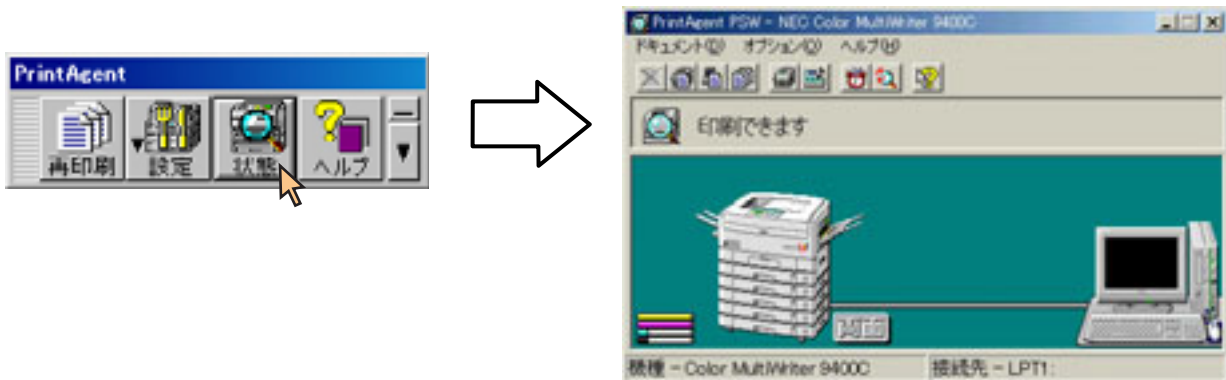 PrintAgent
再印刷
設定
状態
ヘルプ
PrintAgent PSW - NEC Color MultiWriter 9400C
ドキュメント(D) オプション(O) ヘルプ(H)
印刷できます
機種 - Color MultiWriter 9400C
接続先 - LPT1: